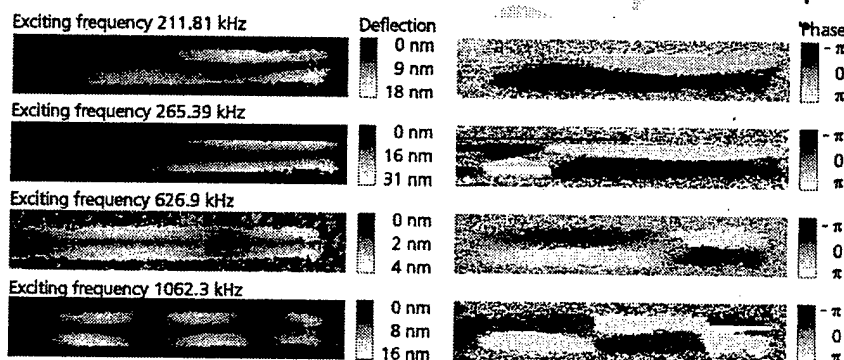 Exciting frequency 211.81 kHz
Deflection
Phase
0 nm
9 nm
18 nm
- π
0
π
Exciting frequency 265.39 kHz
0 nm
16 nm
31 nm
- π
0
π
Exciting frequency 626.9 kHz
0 nm
2 nm
4 nm
- π
0
π
Exciting frequency 1062.3 kHz
0 nm
8 nm
16 nm
- π
0
π